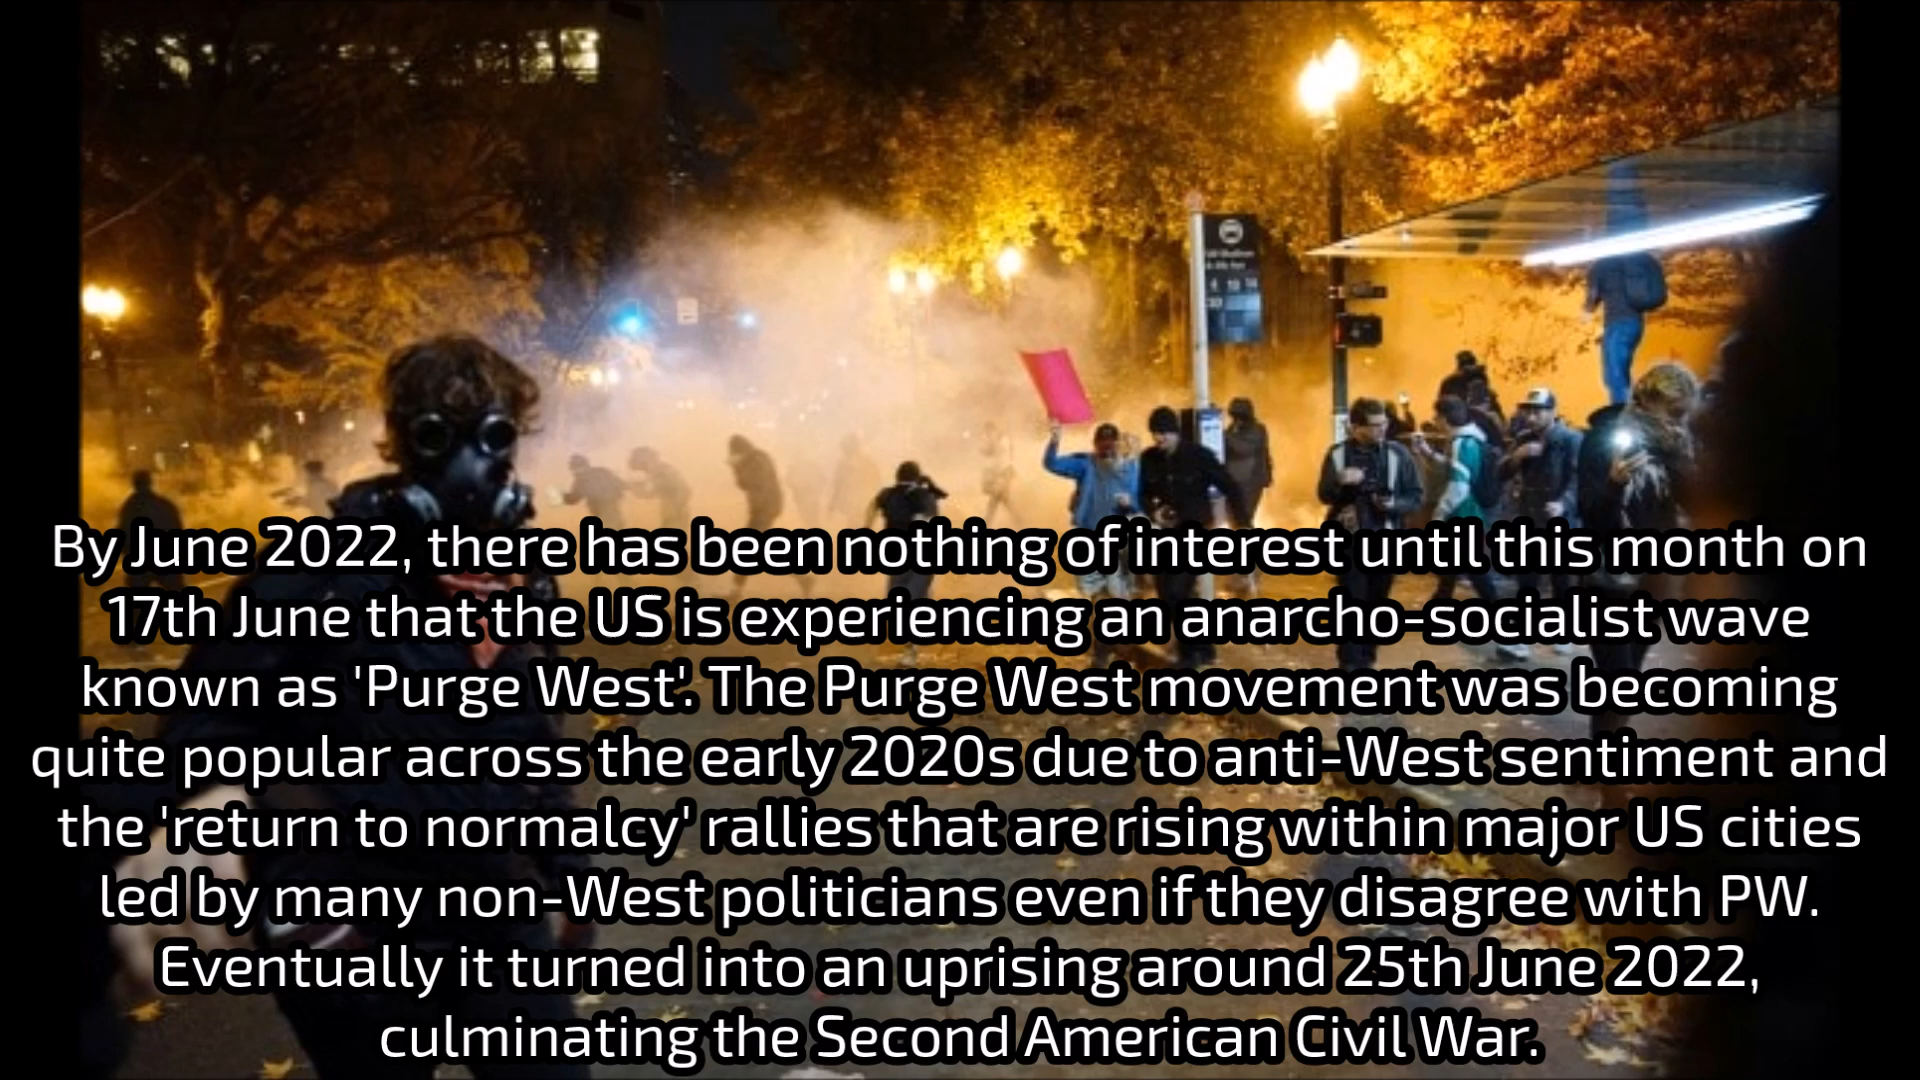 By June 2022, there has been nothing of interest until this month on
17th June that the US is experiencing an anarcho-socialist wave
known as 'Purge West'. The Purge West movement was becoming
quite popular across the early 2020s due to anti-West sentiment and
the 'return to normalcy' rallies that are rising within major US cities
led by many non-West politicians even if they disagree with PW.
Eventually it turned into an uprising around 25th June 2022,
culminating the Second American Civil War.